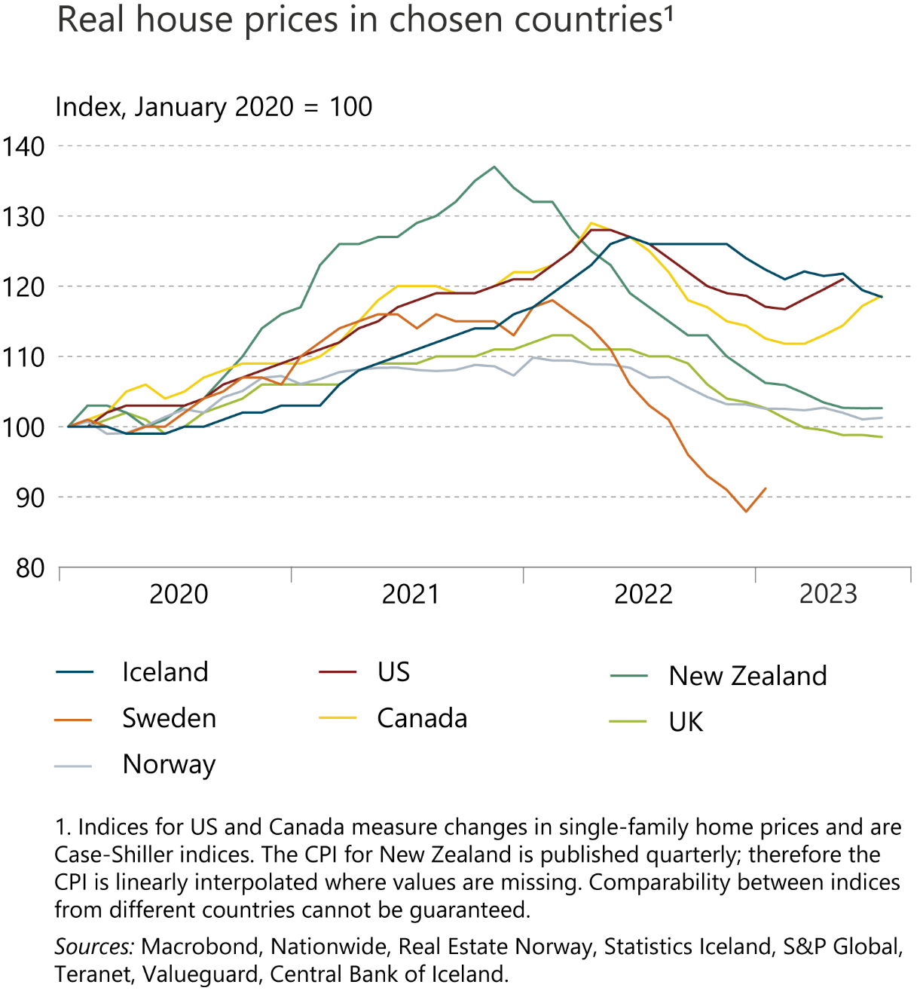 Real house prices in chosen countries¹
Index, January 2020 = 100
140
130
120
110
100
90
80
2020 2021 2022 2023
Iceland US New Zealand
Sweden Canada UK
Norway
1. Indices for US and Canada measure changes in single-family home prices and are
Case-Shiller indices. The CPI for New Zealand is published quarterly; therefore the
CPI is linearly interpolated where values are missing. Comparability between indices
from different countries cannot be guaranteed.
Sources: Macrobond, Nationwide, Real Estate Norway, Statistics Iceland, S&P Global,
Teranet, Valueguard, Central Bank of Iceland.